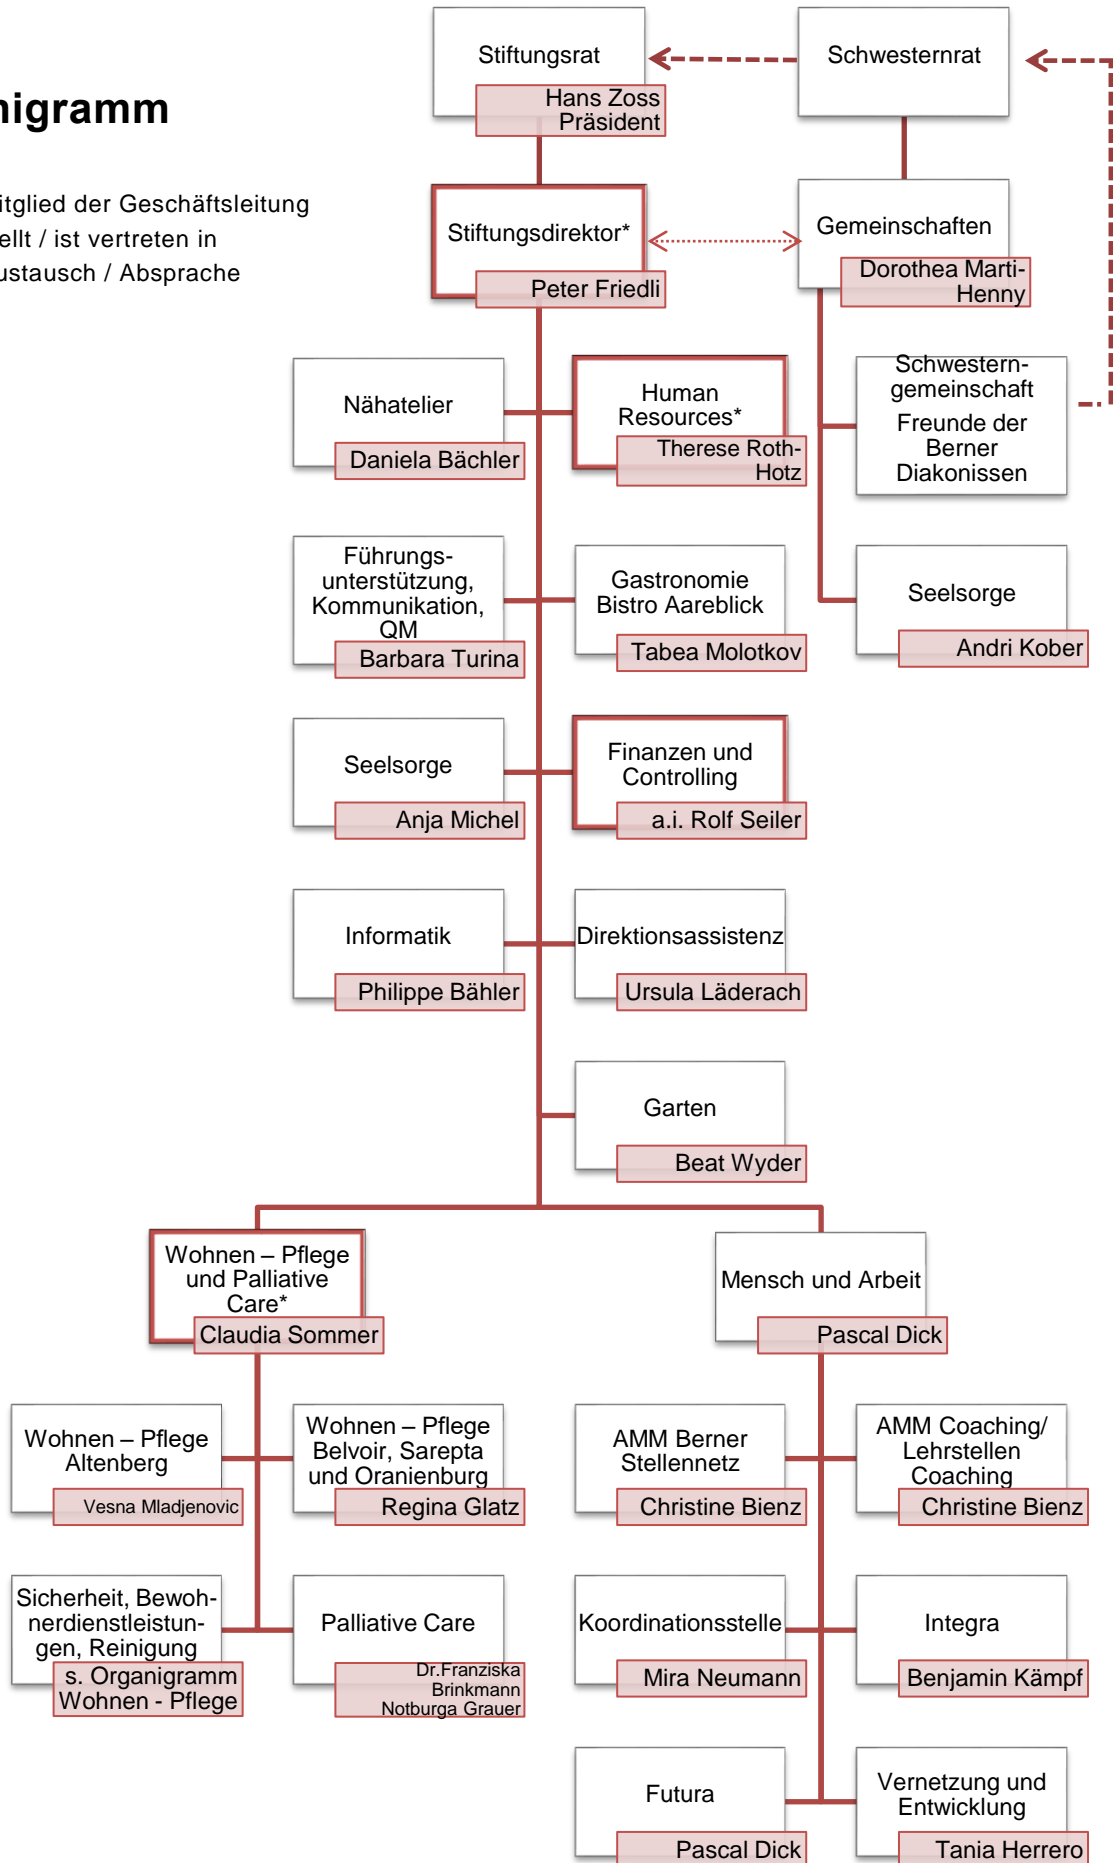 Stiftungsrat
Hans Zoss
Präsident
Schwesternrat
nigramm
itglied der Geschäftsleitung
ellt / ist vertreten in
ustausch / Absprache
Stiftungsdirektor*
Peter Friedli
Gemeinschaften
Dorothea Marti-
Henny
Nähatelier
Daniela Bächler
Human
Resources*
Therese Roth-
Hotz
Schwestern-
gemeinschaft
Freunde der
Berner
Diakonissen
Führungs-
unterstützung,
Kommunikation,
QM
Barbara Turina
Gastronomie
Bistro Aareblick
Tabea Molotkov
Seelsorge
Andri Kober
Seelsorge
Anja Michel
Finanzen und
Controlling
a.i. Rolf Seiler
Informatik
Philippe Bähler
Direktionsassistenz
Ursula Läderach
Garten
Beat Wyder
Wohnen – Pflege
und Palliative
Care*
Claudia Sommer
Mensch und Arbeit
Pascal Dick
Wohnen – Pflege
Altenberg
Vesna Mladjenovic
Wohnen – Pflege
Belvoir, Sarepta
und Oranienburg
Regina Glatz
AMM Berner
Stellennetz
Christine Bienz
AMM Coaching/
Lehrstellen
Coaching
Christine Bienz
Sicherheit, Bewoh-
nerdienstleistun-
gen, Reinigung
s. Organigramm
Wohnen - Pflege
Palliative Care
Dr.Franziska
Brinkmann
Notburga Grauer
Koordinationsstelle
Mira Neumann
Integra
Benjamin Kämpf
Futura
Pascal Dick
Vernetzung und
Entwicklung
Tania Herrero